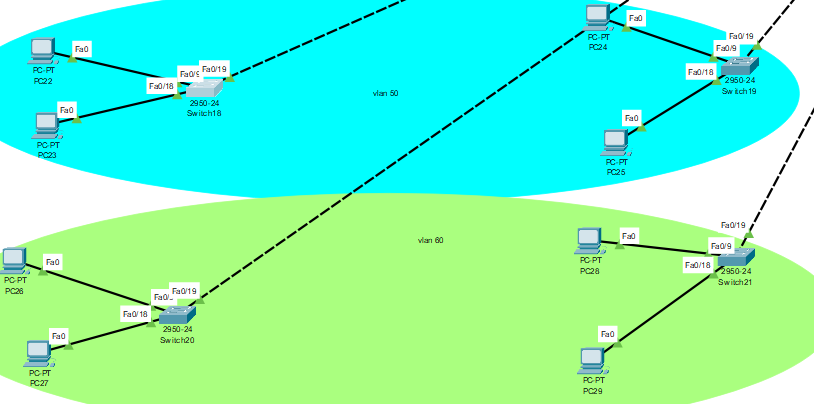 Fa0
PC-PT
PC22
Fa0/9
Fa0/19
Fa0/18
2950-24
Switch18
Fa0
PC-PT
PC23
vlan 50
PC-PT
PC24
Fa0
Fa0/19
Fa0/9
Fa0/18
2950-24
Switch19
Fa0
PC-PT
PC25
vlan 60
Fa0
PC-PT
PC26
Fa0/19
Fa0/18
2950-24
Switch20
Fa0
PC-PT
PC27
Fa0
PC-PT
PC28
Fa0/19
Fa0/9
Fa0/18
2950-24
Switch21
Fa0
PC-PT
PC29